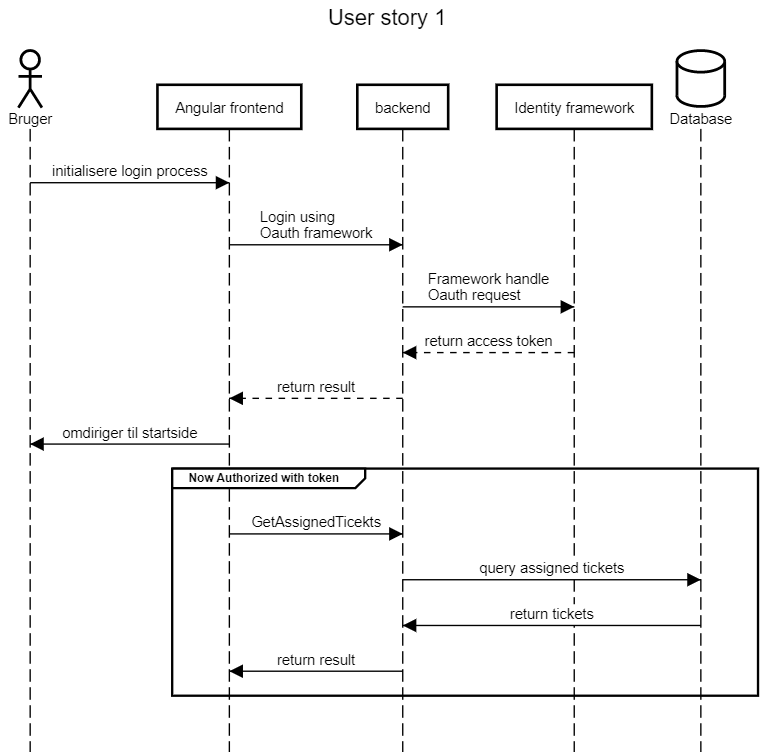 User story 1
Bruger
Angular frontend
backend
Identity framework
Database
initialisere login process
Login using
Oauth framework
Framework handle
Oauth request
return access token
return result
omdiriger til startside
Now Authorized with token
GetAssignedTicekts
query assigned tickets
return tickets
return result